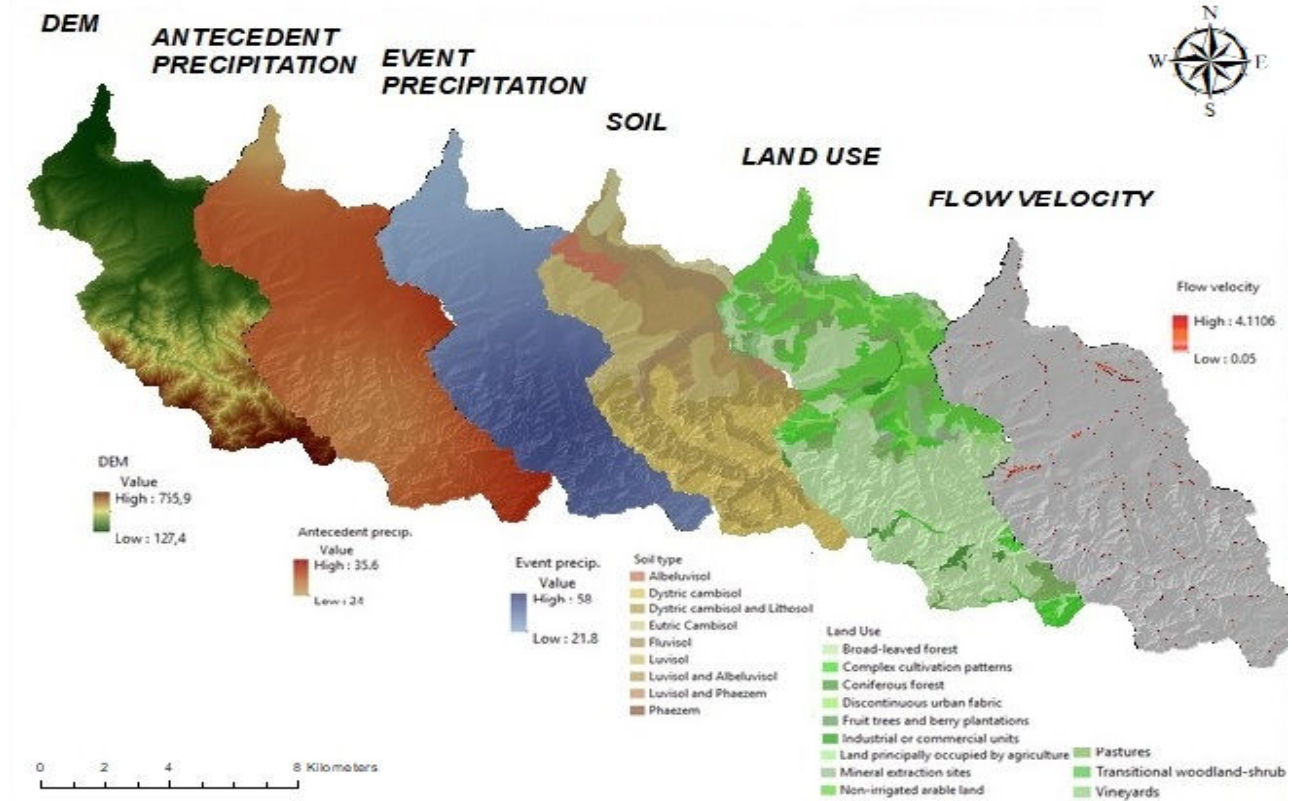 DEM
ANTECEDENT
PRECIPITATION
EVENT
PRECIPITATION
SOIL
LAND USE
FLOW VELOCITY
N
W
E
S
Flow velocity
High : 4.1106
Low : 0.05
DEM
Value
High : 755,9
Low : 127,4
Antecedent precip.
Value
High : 35.6
Low : 24
Event precip.
Value
High : 58
Low : 21.8
Soil type
Albeluvisol
Dystric cambisol
Dystric cambisol and Lithosol
Eutric Cambisol
Fluvisol
Luvisol
Luvisol and Albeluvisol
Luvisol and Phaezem
Phaezem
Land Use
Broad-leaved forest
Complex cultivation patterns
Coniferous forest
Discontinuous urban fabric
Fruit trees and berry plantations
Industrial or commercial units
Land principally occupied by agriculture
Mineral extraction sites
Non-irrigated arable land
Pastures
Transitional woodland-shrub
Vineyards
0 2 4 8 Kilometers